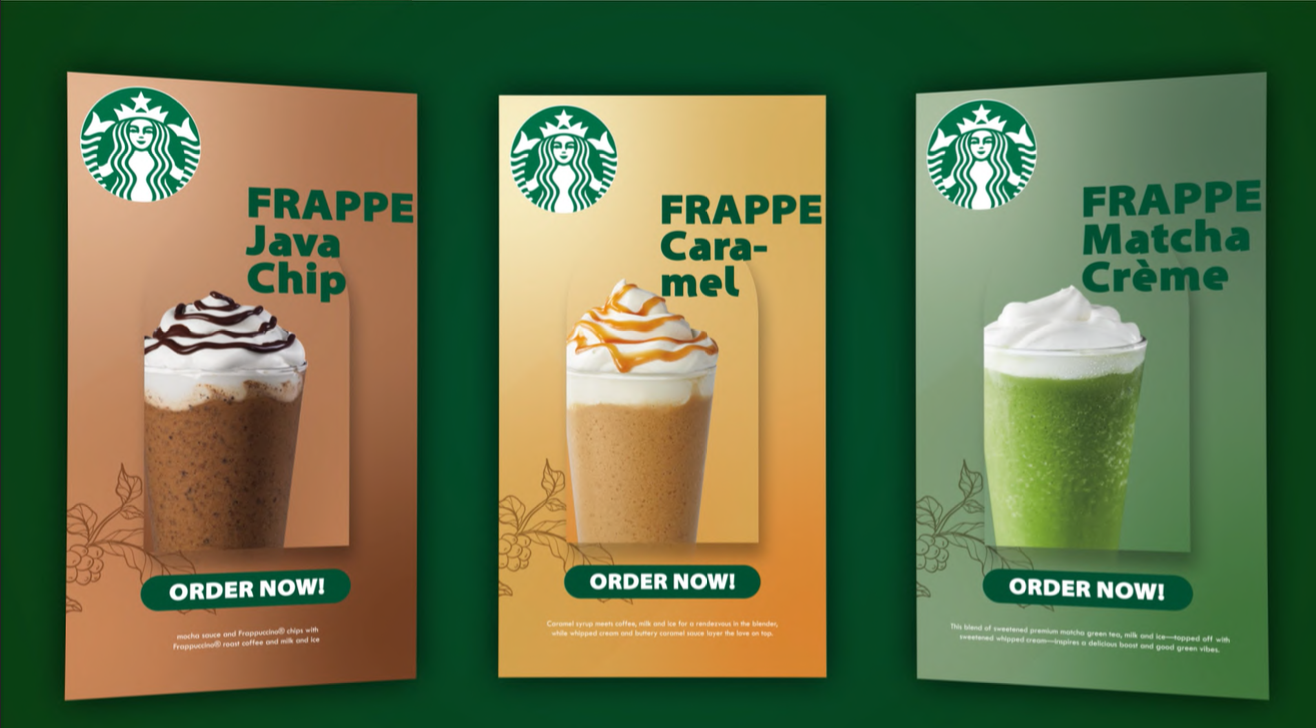 FRAPPE
Java
Chip
ORDER NOW!
mocha sauce and Frappuccino® chips with
Frappuccino® roast coffee and milk and ice
FRAPPE
Cara-
mel
ORDER NOW!
Caramel syrup meets coffee, milk and ice for a rendezvous in the blender,
while whipped cream and buttery caramel sauce layer the love on top.
FRAPPE
Matcha
Crème
ORDER NOW!
This blend of sweetened premium matcha green tea, milk and ice—topped off with
sweetened whipped cream—inspires a delicious boost and good green vibes.